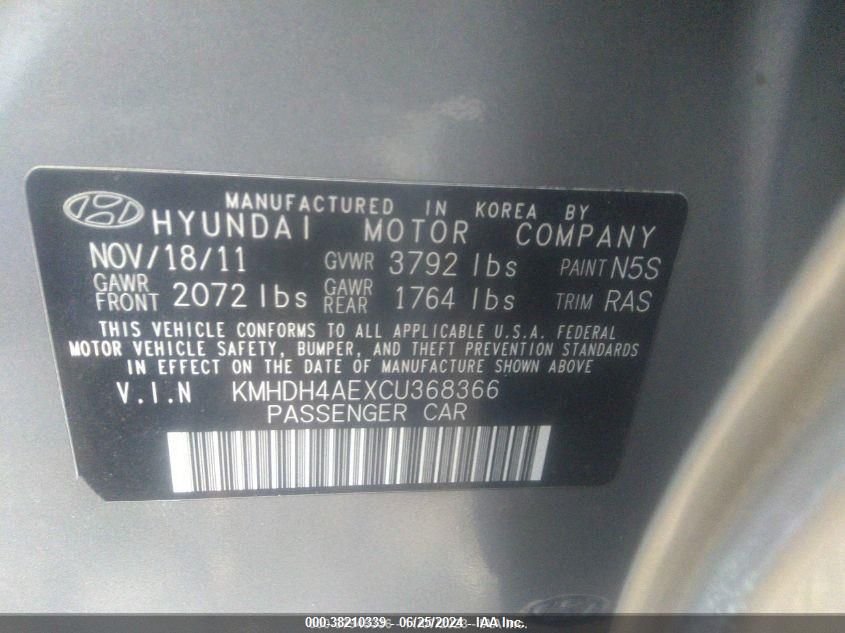 MANUFACTURED IN KOREA BY
HYUNDAI MOTOR COMPANY
NOV/18/11 GVWR 3792 lbs PAINT N5S
GAWR FRONT 2072 lbs GAWR REAR 1764 lbs TRIM RAS
THIS VEHICLE CONFORMS TO ALL APPLICABLE U.S.A. FEDERAL
MOTOR VEHICLE SAFETY, BUMPER, AND THEFT PREVENTION STANDARDS
IN EFFECT ON THE DATE OF MANUFACTURE SHOWN ABOVE
V.I.N KMHDH4AEXCU368366
PASSENGER CAR
000-38210339 - 06/25/2024 - IAA Inc.